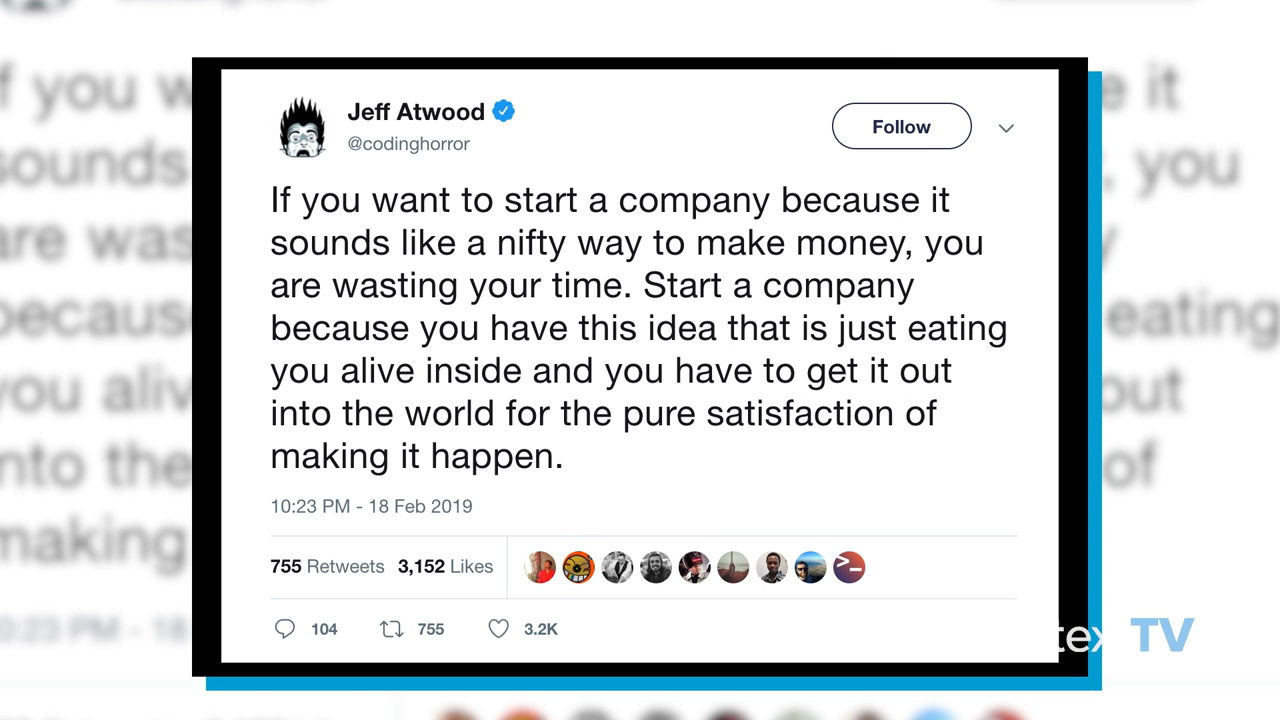 Jeff Atwood
@codinghorror
Follow
If you want to start a company because it
sounds like a nifty way to make money, you
are wasting your time. Start a company
because you have this idea that is just eating
you alive inside and you have to get it out
into the world for the pure satisfaction of
making it happen.
10:23 PM - 18 Feb 2019
755 Retweets 3,152 Likes
104 755 3.2K
tex TV